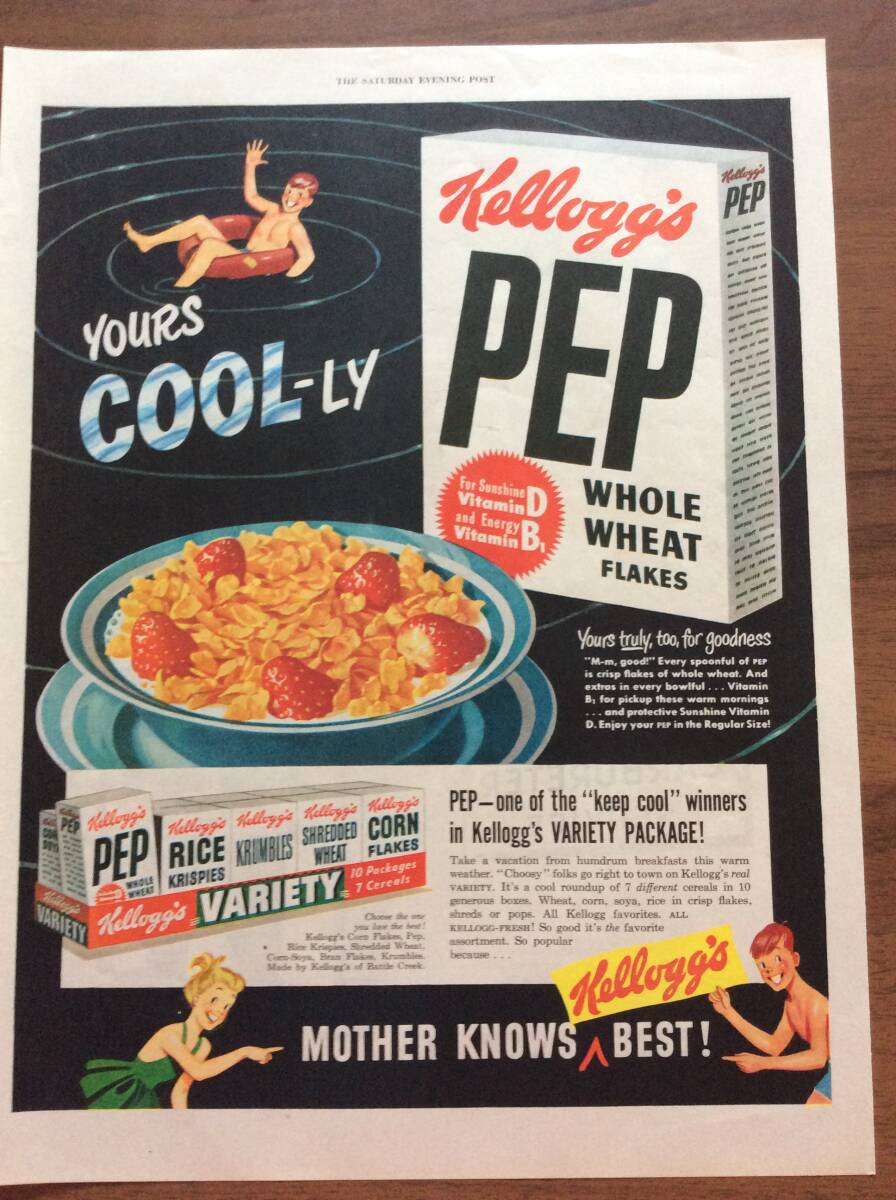 THE SATURDAY EVENING POST
YOURS
COOL-LY
Kellogg's
PEP
For Sunshine
Vitamin D
and Energy
Vitamin B₁
WHOLE
WHEAT
FLAKES
Kellogg's
PEP
Yours truly, too, for goodness
"M-m, good!" Every spoonful of PEP
is crisp flakes of whole wheat. And
extras in every bowlful . . . Vitamin
B₁ for pickup these warm mornings
. . . and protective Sunshine Vitamin
D. Enjoy your PEP in the Regular Size!
PEP
Kellogg's
PEP
WHOLE
WHEAT
Kellogg's
RICE
KRISPIES
Kellogg's
KRUMBLES
Kellogg's
SHREDDED
WHEAT
Kellogg's
CORN
FLAKES
VARIETY
Kellogg's VARIETY
10 Packages
7 Cereals
Choose the one
you love the best!
Kellogg's Corn Flakes, Pep,
Rice Krispies, Shredded Wheat,
Corn-Soya, Bran Flakes, Krumbles.
Made by Kellogg's of Battle Creek.
PEP—one of the "keep cool" winners
in Kellogg's VARIETY PACKAGE!
Take a vacation from humdrum breakfasts this warm
weather. "Choosy" folks go right to town on Kellogg's real
VARIETY. It's a cool roundup of 7 different cereals in 10
generous boxes. Wheat, corn, soya, rice in crisp flakes,
shreds or pops. All Kellogg favorites. ALL
KELLOGG-FRESH! So good it's the favorite
assortment. So popular
because . . .
Kellogg's
MOTHER KNOWS BEST!